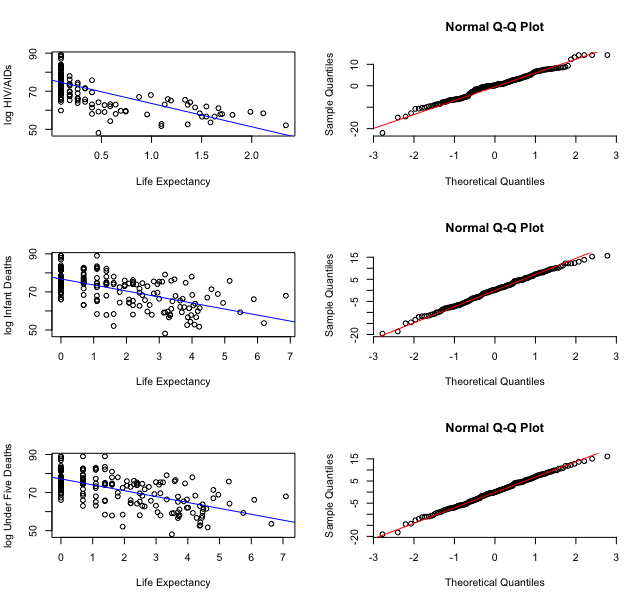 Normal Q-Q Plot
log HIV/AIDs
50 70 90
0.5 1.0 1.5 2.0
Life Expectancy
Sample Quantiles
-20 0 10
-3 -2 -1 0 1 2 3
Theoretical Quantiles
Normal Q-Q Plot
log Infant Deaths
50 70 90
0 1 2 3 4 5 6 7
Life Expectancy
Sample Quantiles
-20 -5 5 15
-3 -2 -1 0 1 2 3
Theoretical Quantiles
Normal Q-Q Plot
log Under Five Deaths
50 70 90
0 1 2 3 4 5 6 7
Life Expectancy
Sample Quantiles
-20 -5 5 15
-3 -2 -1 0 1 2 3
Theoretical Quantiles